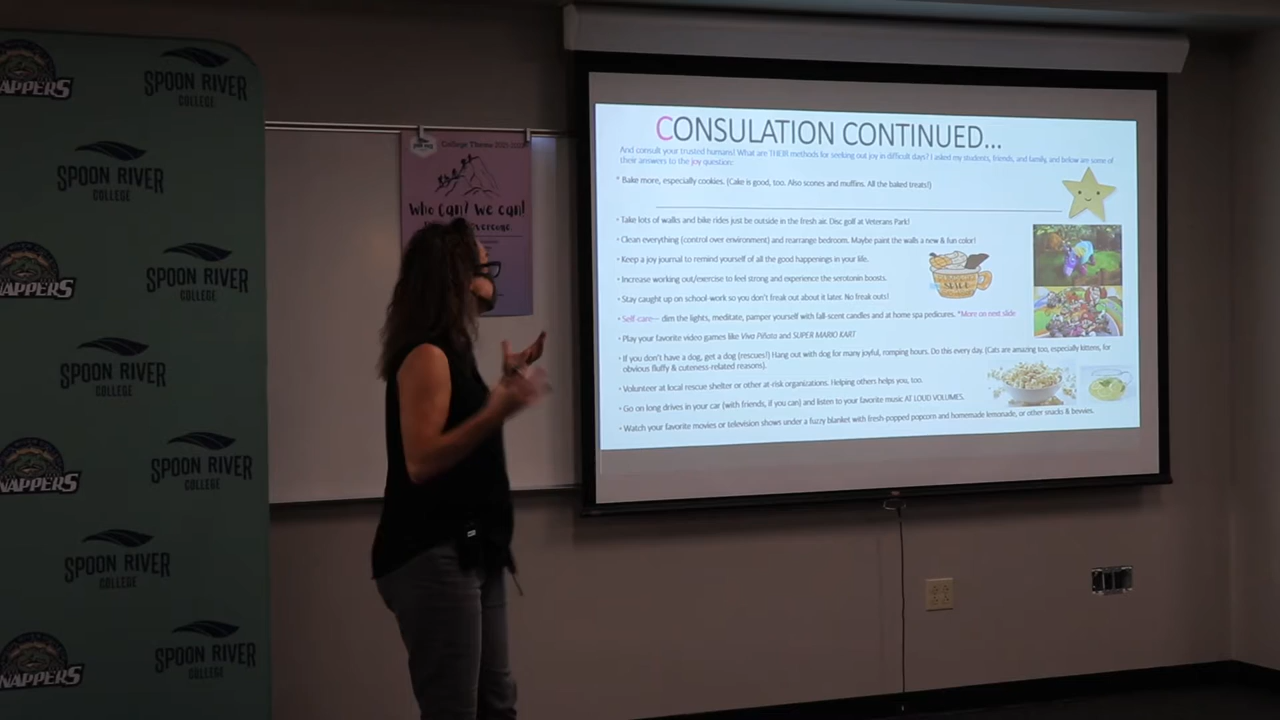 NAPPERS
SPOON RIVER
COLLEGE
SPOON RIVER
COLLEGE
NAPPERS
SPOON RIVER
COLLEGE
SPOON RIVER
COLLEGE
NAPPERS
SPOON RIVER
COLLEGE
SPOON RIVER
COLLEGE
NAPPERS
SPOON RIVER
COLLEGE
College Theme
Who Can? We Can!
CONSULATION CONTINUED...
And consult your trusted humans! What are THEIR methods for seeking out joy in difficult days? I asked my students, friends, and family, and below are some of
their answers to the joy question:
* Bake more, especially cookies. (Cake is good, too. Also scones and muffins. All the baked treats!)
• Take lots of walks and bike rides just be outside in the fresh air. Disc golf at Veterans Park!
• Clean everything (control over environment) and rearrange bedroom. Maybe paint the walls a new & fun color!
• Keep a joy journal to remind yourself of all the good happenings in your life.
• Increase working out/exercise to feel strong and experience the serotonin boosts.
• Stay caught up on school-work so you don't freak out about it later. No freak outs!
• Self care--- dim the lights, meditate, pamper yourself with fall-scent candles and at home spa pedicures. *More on next slide
• Play your favorite video games like Viva Piñata and SUPER MARIO KART
• If you don't have a dog, get a dog (rescues!) Hang out with dog for many joyful, romping hours. Do this every day. (Cats are amazing too, especially kittens, for
obvious fluffy & cuteness-related reasons).
• Volunteer at local rescue shelter or other at-risk organizations. Helping others helps you, too.
• Go on long drives in your car (with friends, if you can) and listen to your favorite music AT LOUD VOLUMES.
• Watch your favorite movies or television shows under a fuzzy blanket with fresh-popped popcorn and homemade lemonade, or other snacks & bevvies.